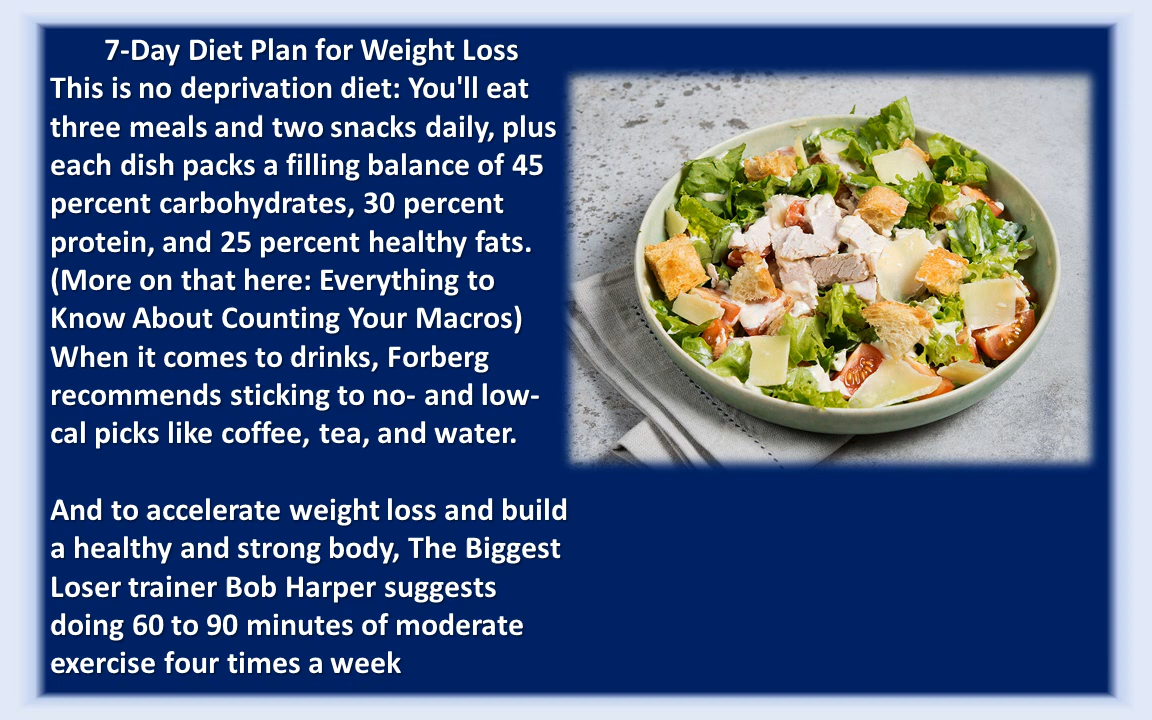 7-Day Diet Plan for Weight Loss
This is no deprivation diet: You'll eat
three meals and two snacks daily, plus
each dish packs a filling balance of 45
percent carbohydrates, 30 percent
protein, and 25 percent healthy fats.
(More on that here: Everything to
Know About Counting Your Macros)
When it comes to drinks, Forberg
recommends sticking to no- and low-
cal picks like coffee, tea, and water.
And to accelerate weight loss and build
a healthy and strong body, The Biggest
Loser trainer Bob Harper suggests
doing 60 to 90 minutes of moderate
exercise four times a week